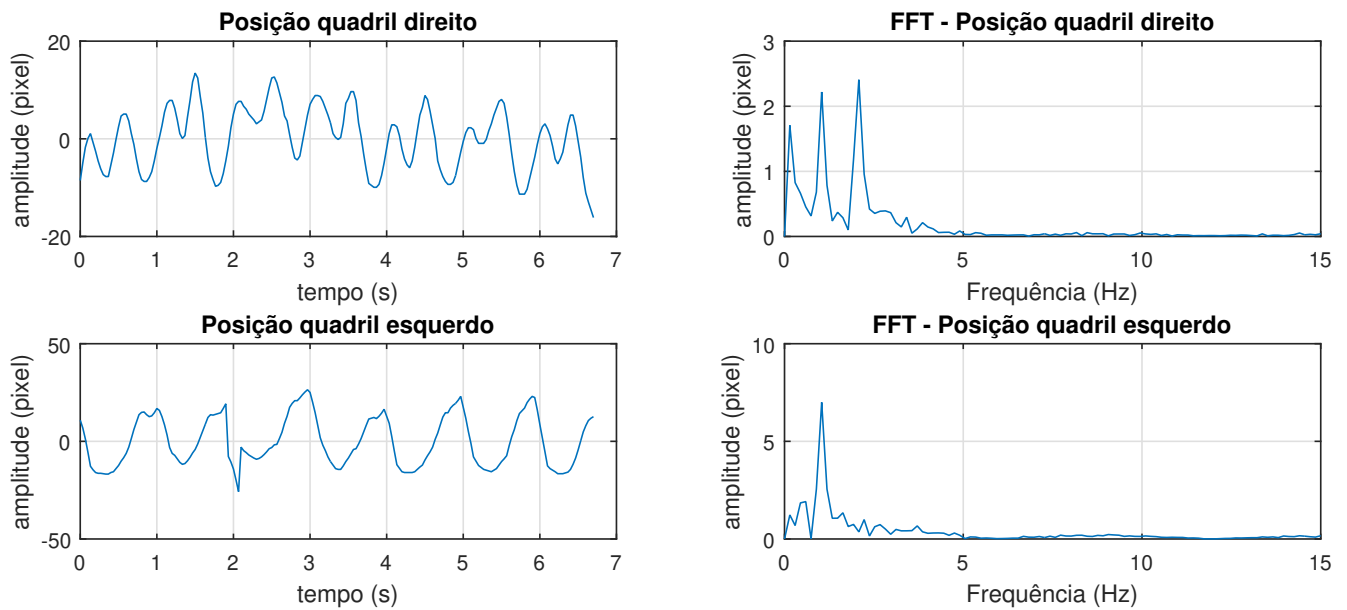 Posição quadril direito
20
0
-20
amplitude (pixel)
0 1 2 3 4 5 6 7
tempo (s)
FFT - Posição quadril direito
3
2
1
0
amplitude (pixel)
0 5 10 15
Frequência (Hz)
Posição quadril esquerdo
50
0
-50
amplitude (pixel)
0 1 2 3 4 5 6 7
tempo (s)
FFT - Posição quadril esquerdo
10
5
0
amplitude (pixel)
0 5 10 15
Frequência (Hz)